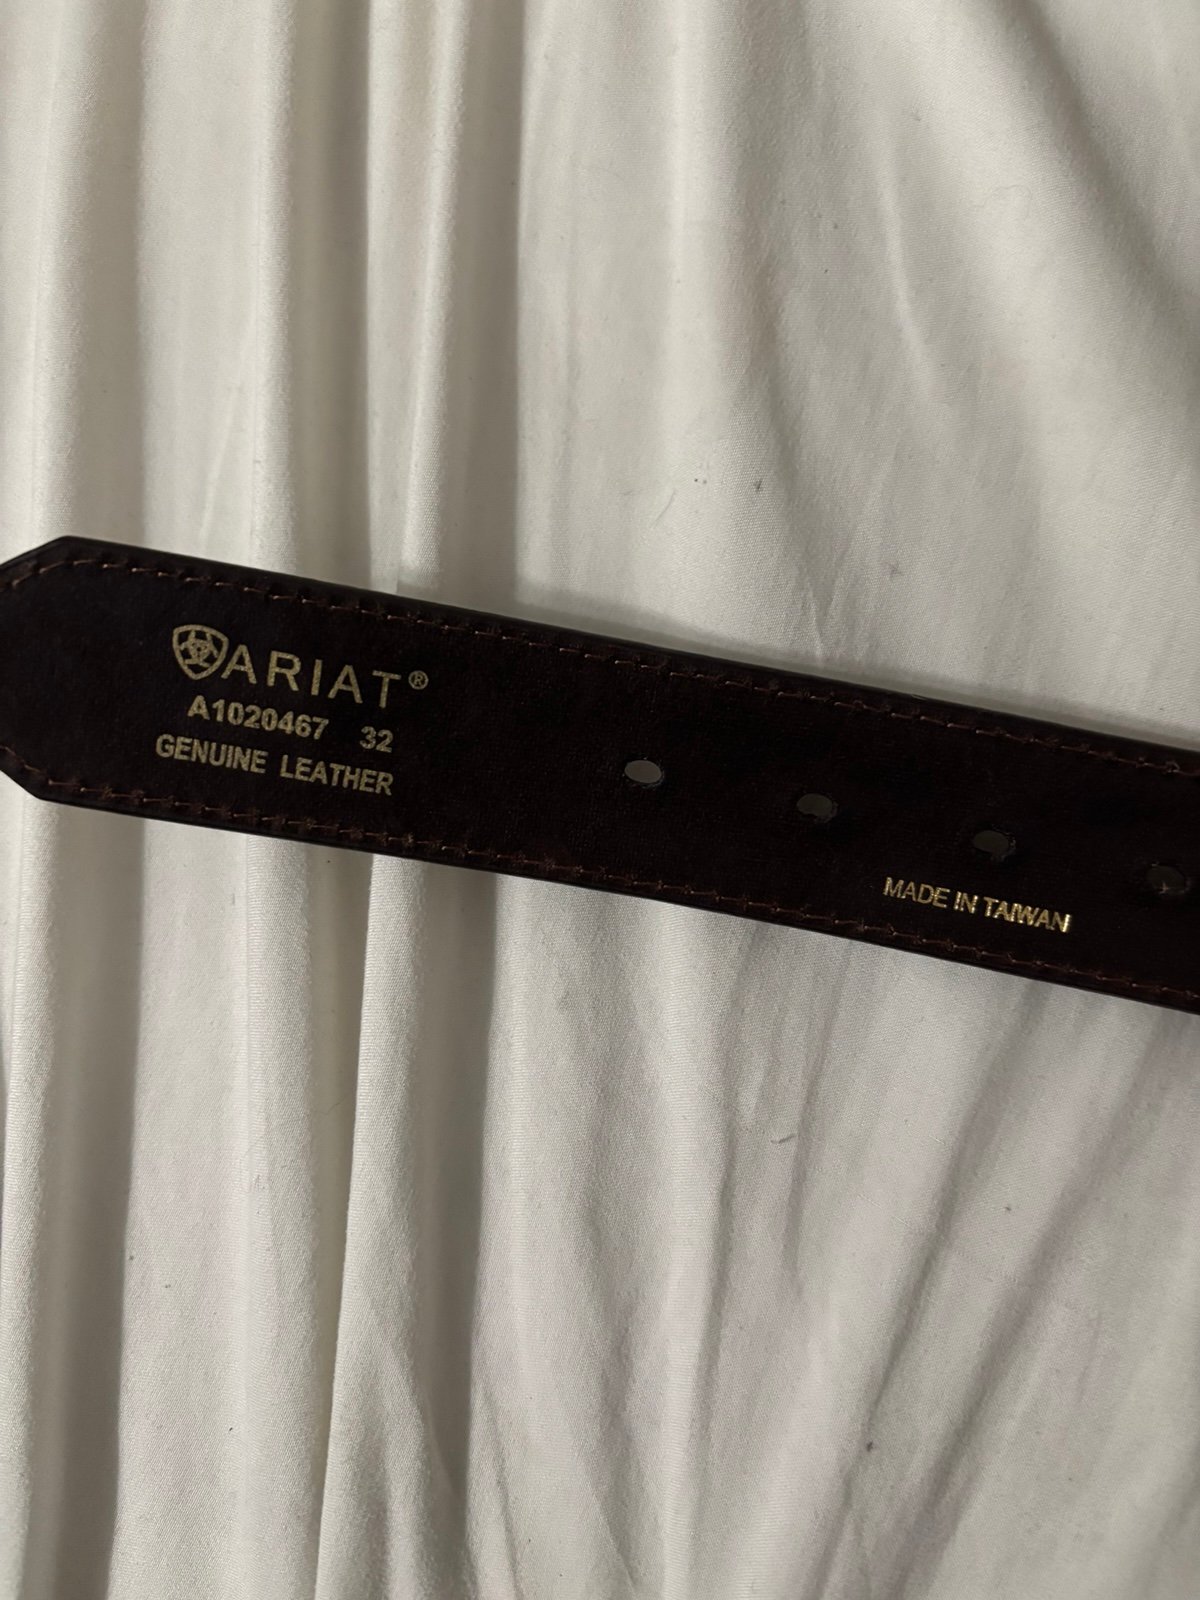 ARIAT®
A1020467 32
GENUINE LEATHER
MADE IN TAIWAN